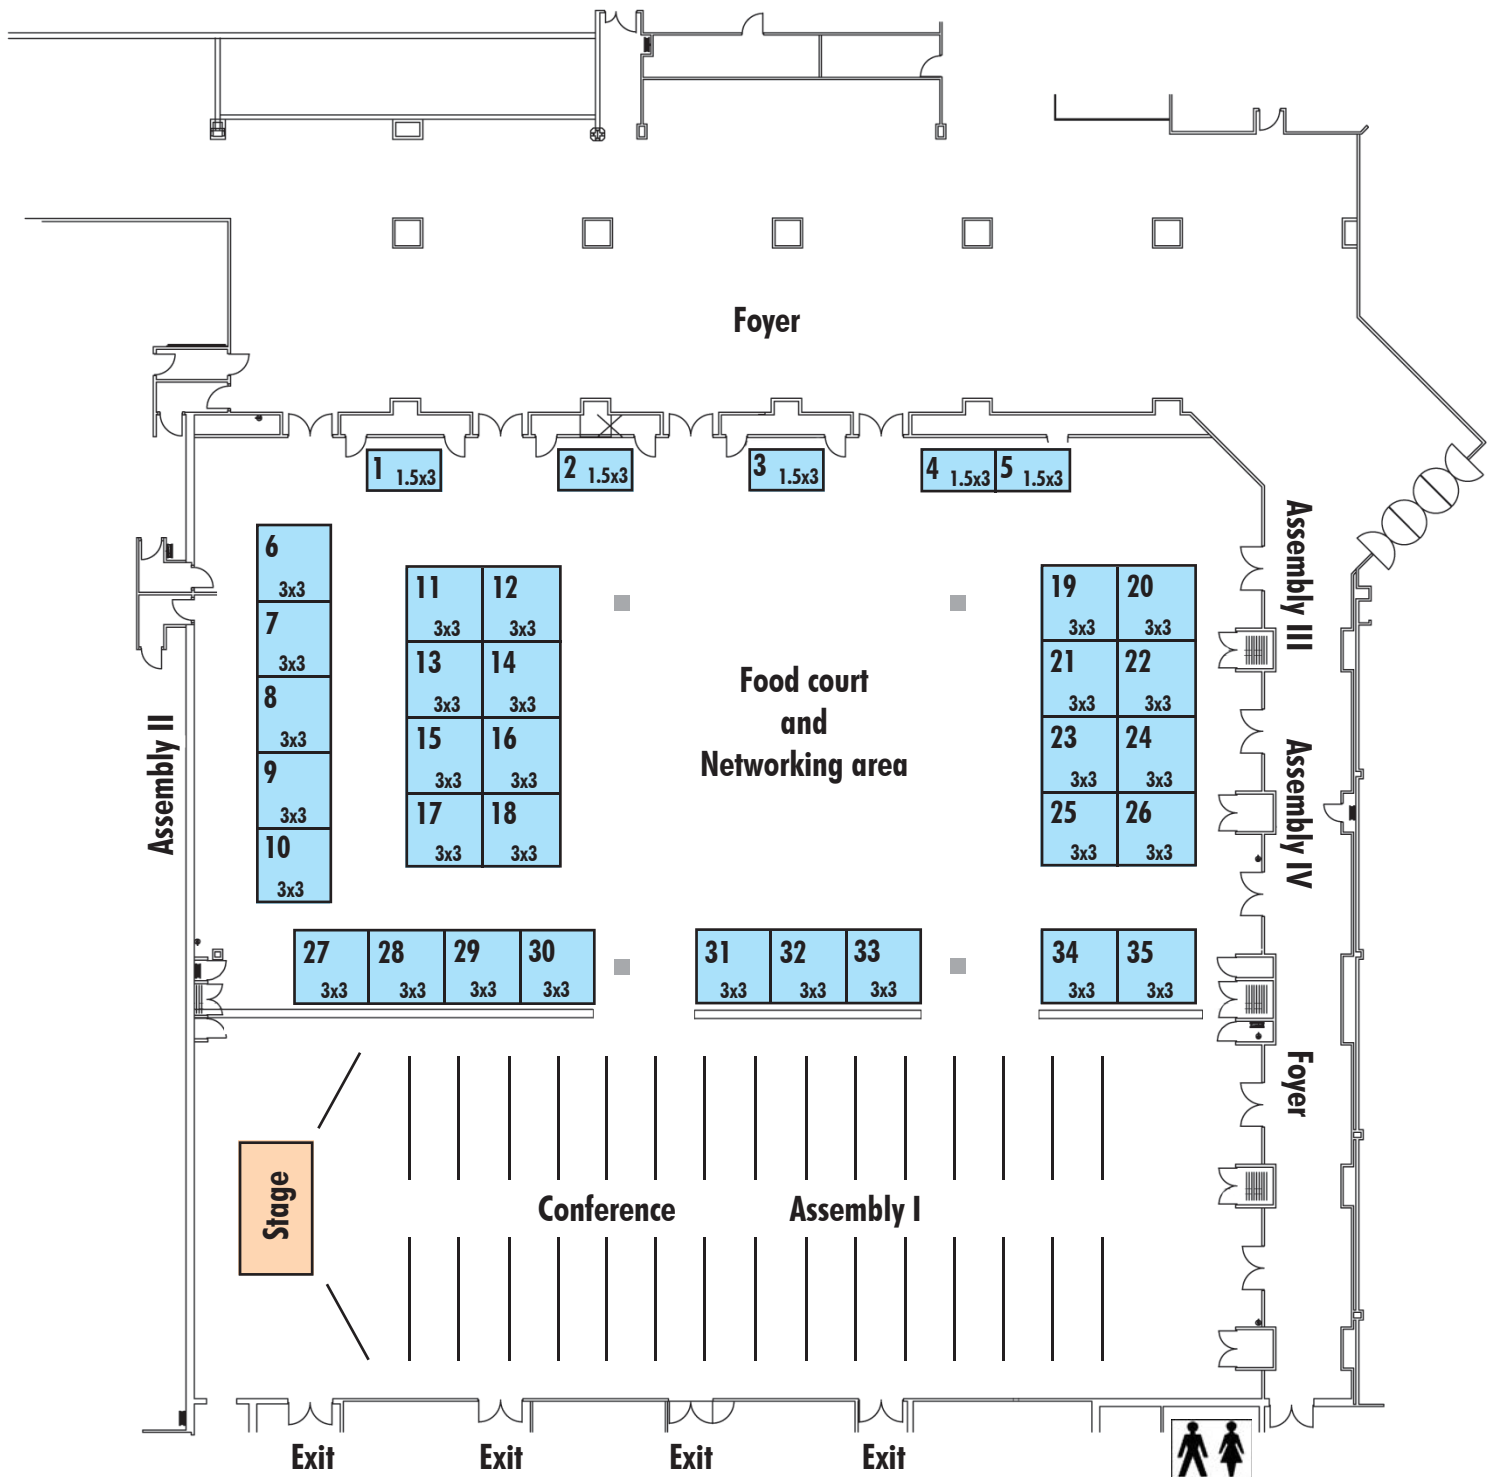 Foyer
1 1.5x3
2 1.5x3
3 1.5x3
4 1.5x3
5 1.5x3
6
3x3
7
3x3
8
3x3
9
3x3
10
3x3
11
3x3
12
3x3
13
3x3
14
3x3
15
3x3
16
3x3
17
3x3
18
3x3
Food court
and
Networking area
19
3x3
20
3x3
21
3x3
22
3x3
23
3x3
24
3x3
25
3x3
26
3x3
Assembly II
Assembly III
Assembly IV
Foyer
27
3x3
28
3x3
29
3x3
30
3x3
31
3x3
32
3x3
33
3x3
34
3x3
35
3x3
Stage
Conference
Assembly I
Exit
Exit
Exit
Exit